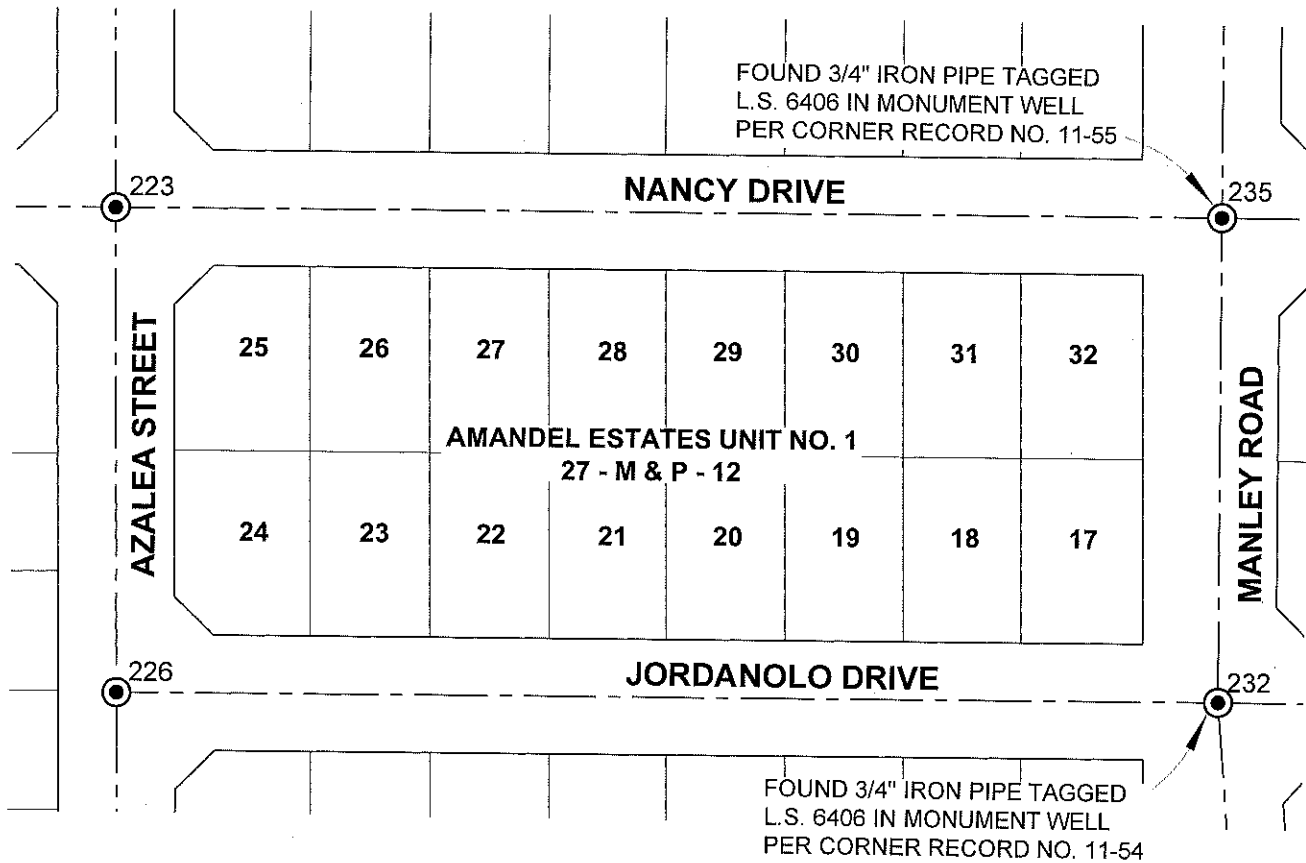 FOUND 3/4" IRON PIPE TAGGED
L.S. 6406 IN MONUMENT WELL
PER CORNER RECORD NO. 11-55
223
NANCY DRIVE
235
AZALEA STREET
25
26
27
28
29
30
31
32
MANLEY ROAD
AMANDEL ESTATES UNIT NO. 1
27 - M & P - 12
24
23
22
21
20
19
18
17
226
JORDANOLO DRIVE
232
FOUND 3/4" IRON PIPE TAGGED
L.S. 6406 IN MONUMENT WELL
PER CORNER RECORD NO. 11-54